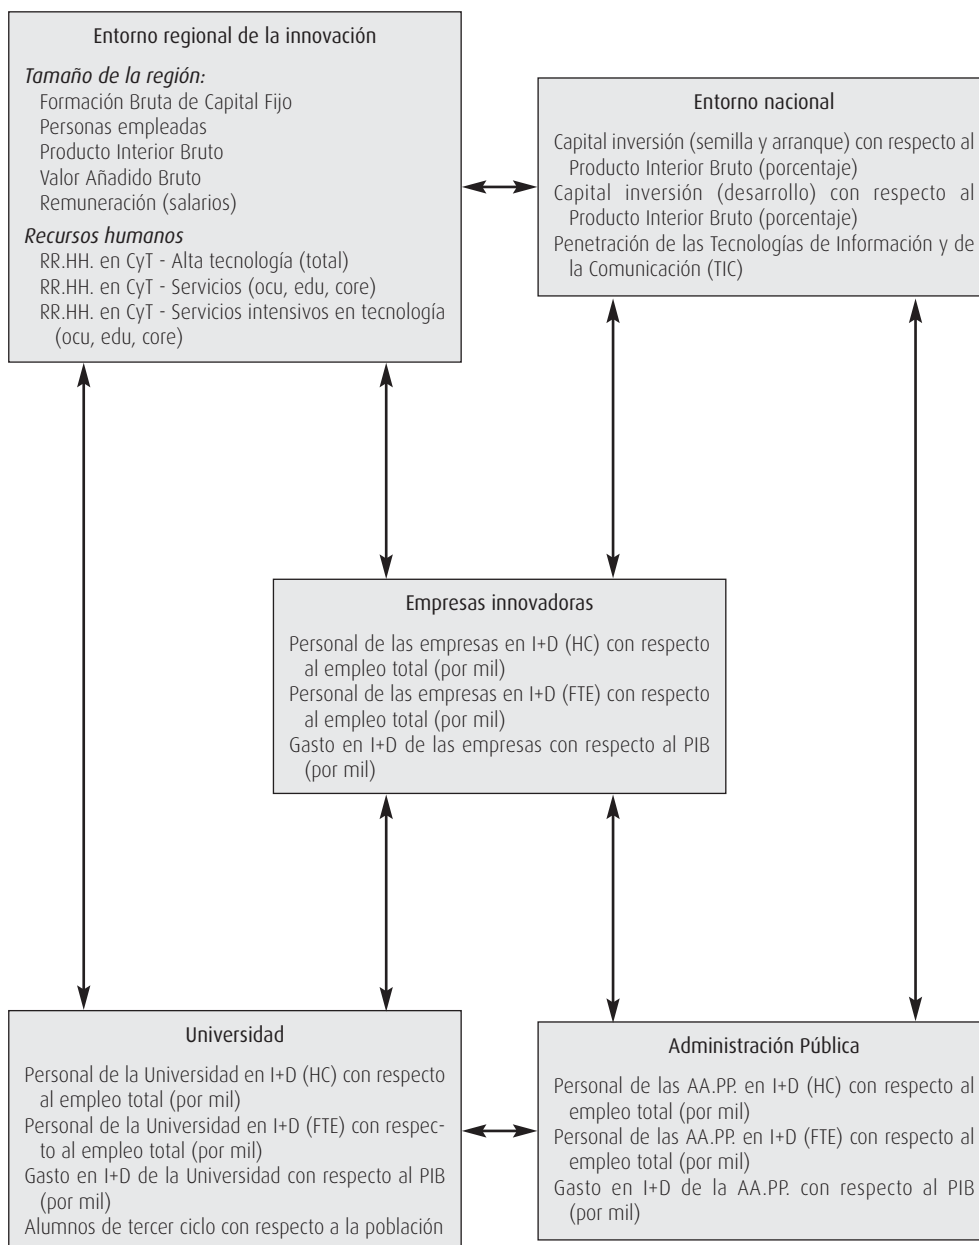 Entorno regional de la innovación
Tamaño de la región:
Formación Bruta de Capital Fijo
Personas empleadas
Producto Interior Bruto
Valor Añadido Bruto
Remuneración (salarios)
Recursos humanos
RR.HH. en CyT - Alta tecnología (total)
RR.HH. en CyT - Servicios (ocu, edu, core)
RR.HH. en CyT - Servicios intensivos en tecnología
(ocu, edu, core)
Entorno nacional
Capital inversión (semilla y arranque) con respecto al
Producto Interior Bruto (porcentaje)
Capital inversión (desarrollo) con respecto al
Producto Interior Bruto (porcentaje)
Penetración de las Tecnologías de Información y de
la Comunicación (TIC)
Empresas innovadoras
Personal de las empresas en I+D (HC) con respecto
al empleo total (por mil)
Personal de las empresas en I+D (FTE) con respecto
al empleo total (por mil)
Gasto en I+D de las empresas con respecto al PIB
(por mil)
Universidad
Personal de la Universidad en I+D (HC) con respecto
al empleo total (por mil)
Personal de la Universidad en I+D (FTE) con respec-
to al empleo total (por mil)
Gasto en I+D de la Universidad con respecto al PIB
(por mil)
Alumnos de tercer ciclo con respecto a la población
Administración Pública
Personal de las AA.PP. en I+D (HC) con respecto al
empleo total (por mil)
Personal de las AA.PP. en I+D (FTE) con respecto al
empleo total (por mil)
Gasto en I+D de la AA.PP. con respecto al PIB
(por mil)